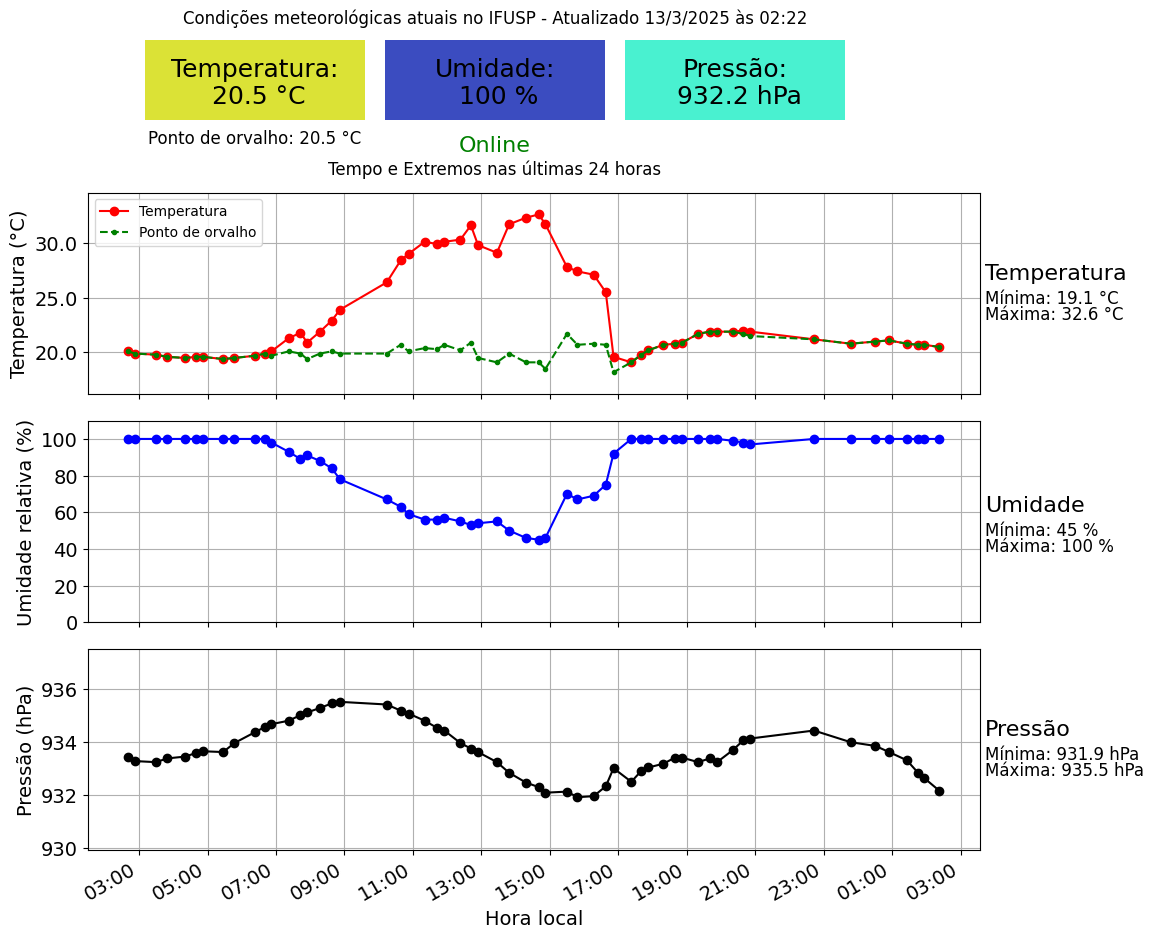 Condições meteorológicas atuais no IFUSP - Atualizado 13/3/2025 às 02:22
Temperatura:
20.5 °C
Umidade:
100 %
Pressão:
932.2 hPa
Ponto de orvalho: 20.5 °C
Online
Tempo e Extremos nas últimas 24 horas
Temperatura (°C)
30.0
25.0
20.0
Temperatura
Ponto de orvalho
Temperatura
Mínima: 19.1 °C
Máxima: 32.6 °C
Umidade relativa (%)
100
80
60
40
20
0
Umidade
Mínima: 45 %
Máxima: 100 %
Pressão (hPa)
936
934
932
930
Pressão
Mínima: 931.9 hPa
Máxima: 935.5 hPa
03:00
05:00
07:00
09:00
11:00
13:00
15:00
17:00
19:00
21:00
23:00
01:00
03:00
Hora local